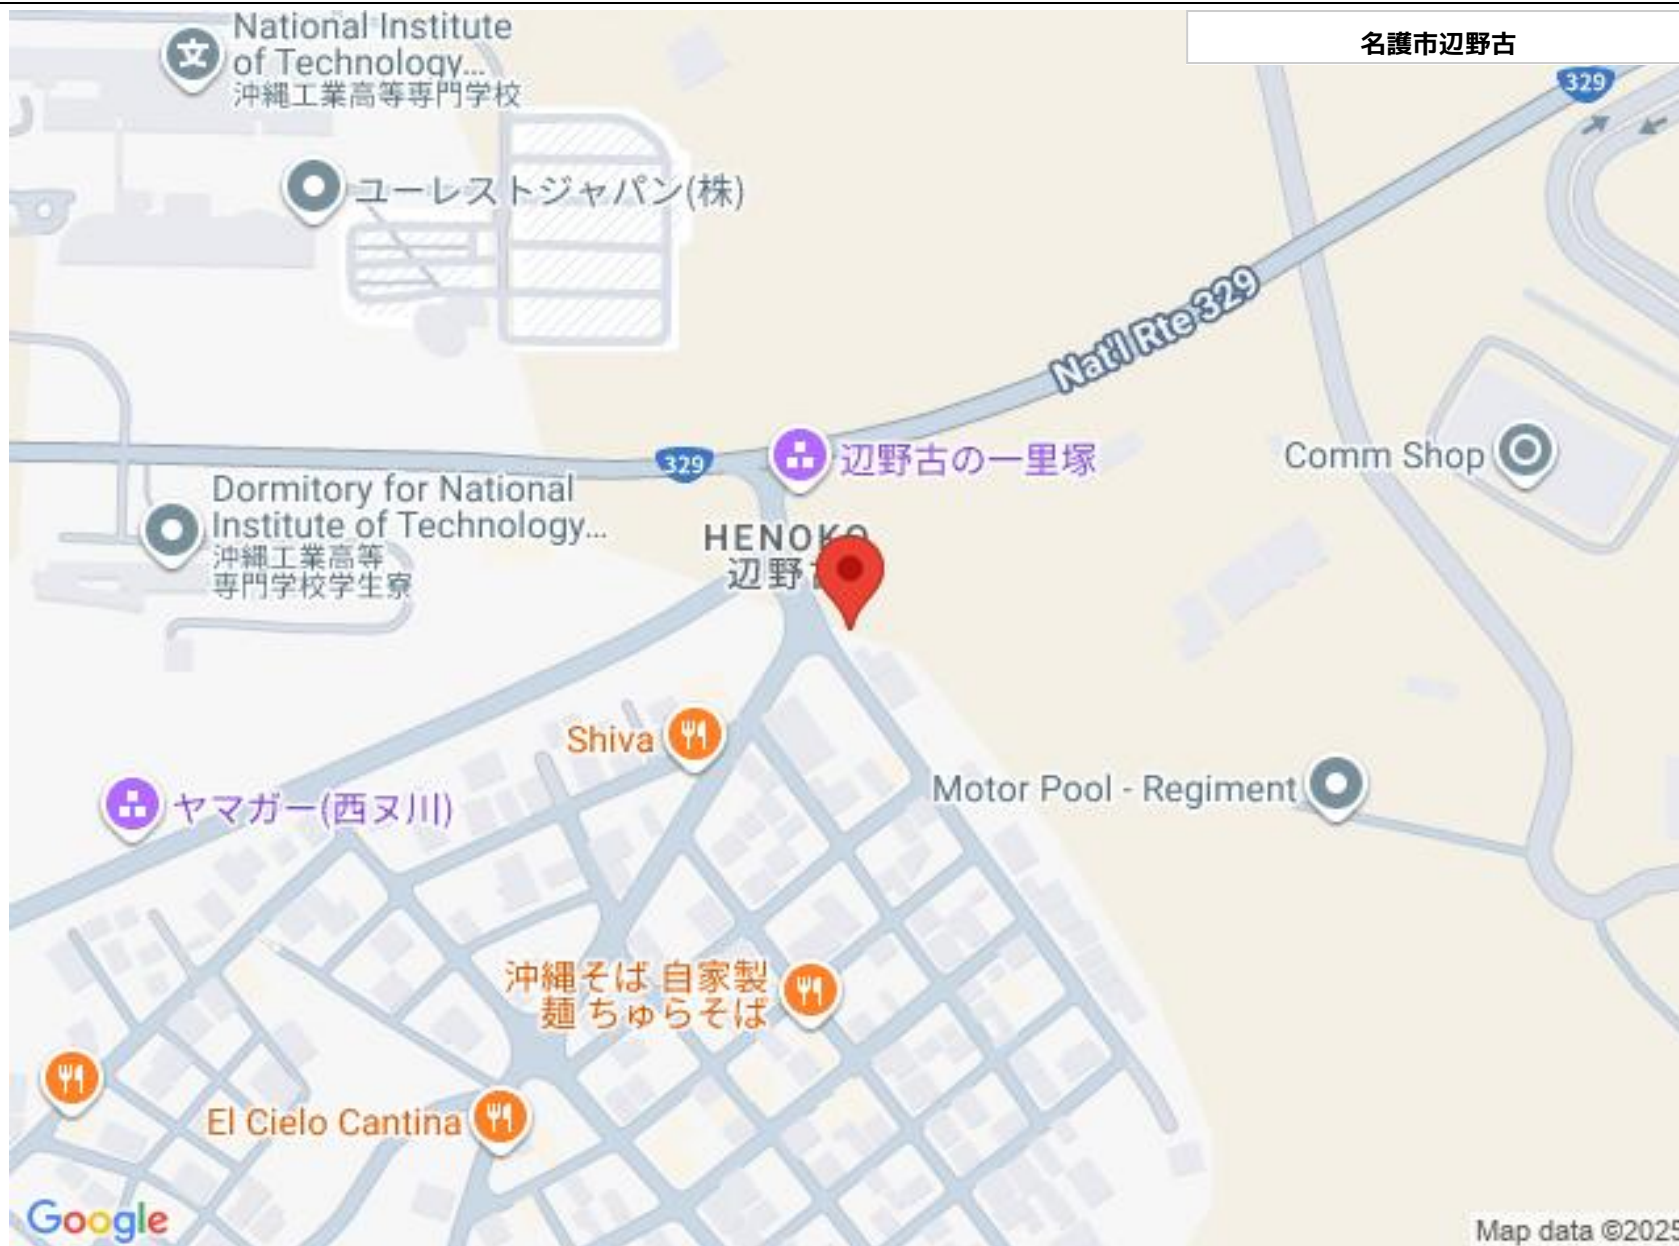 National Institute
of Technology...
沖縄工業高等専門学校
名護市辺野古
329
ユーレストジャパン(株)
Nat'l Rte 329
329
辺野古の一里塚
Comm Shop
Dormitory for National
Institute of Technology...
沖縄工業高等
専門学校学生寮
HENOKO
辺野
Shiva
Motor Pool - Regiment
ヤマガー(西ヌ川)
沖縄そば 自家製
麺 ちゅらそば
El Cielo Cantina
Google
Map data ©2025